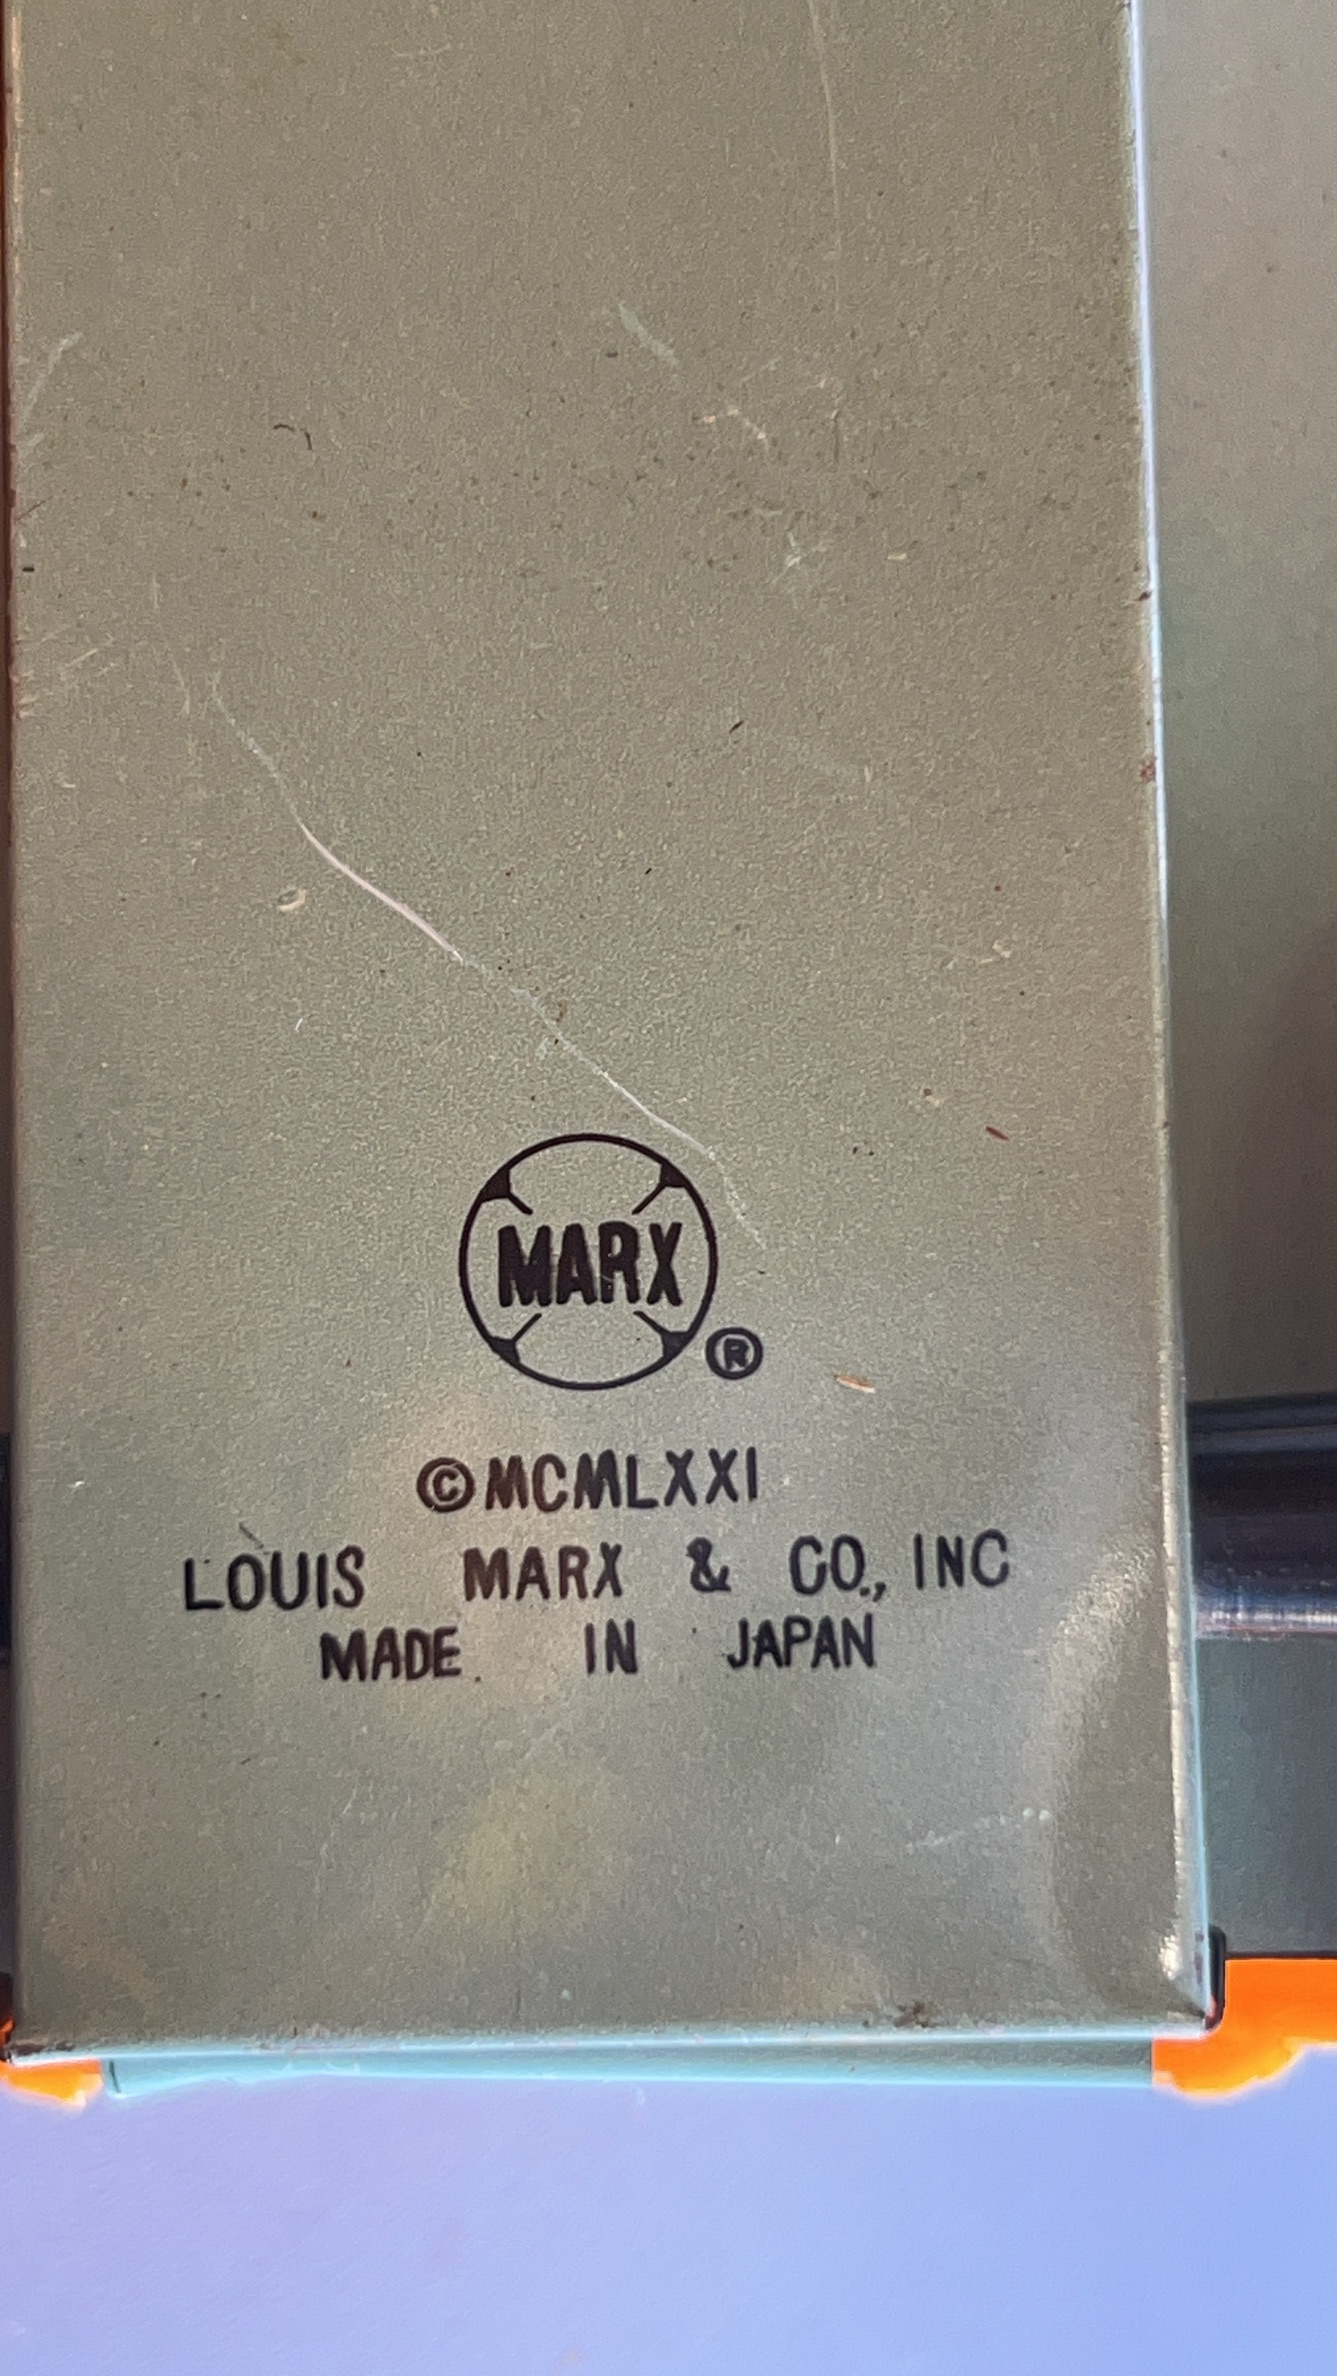 MARX
®
©MCMLXXI
LOUIS MARX & CO., INC
MADE IN JAPAN